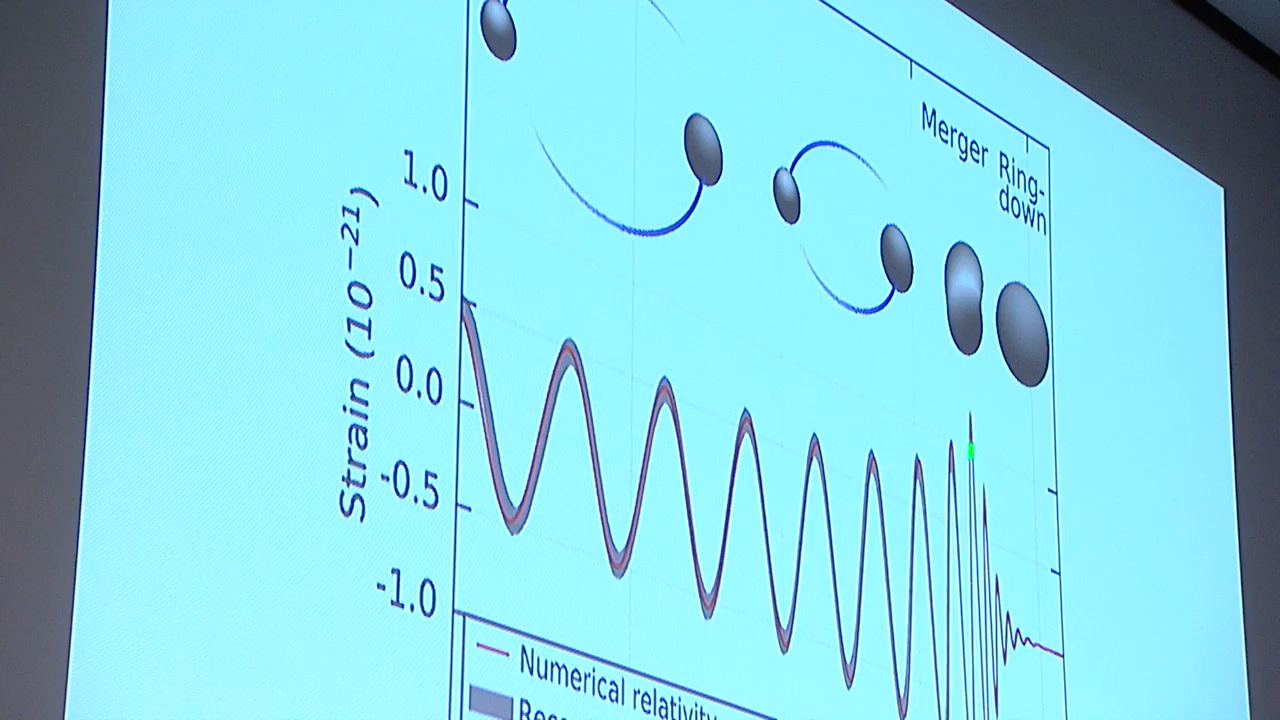 Merger Ring-
down
1.0
0.5
0.0
-0.5
-1.0
Strain (10⁻²¹)
Numerical relativity